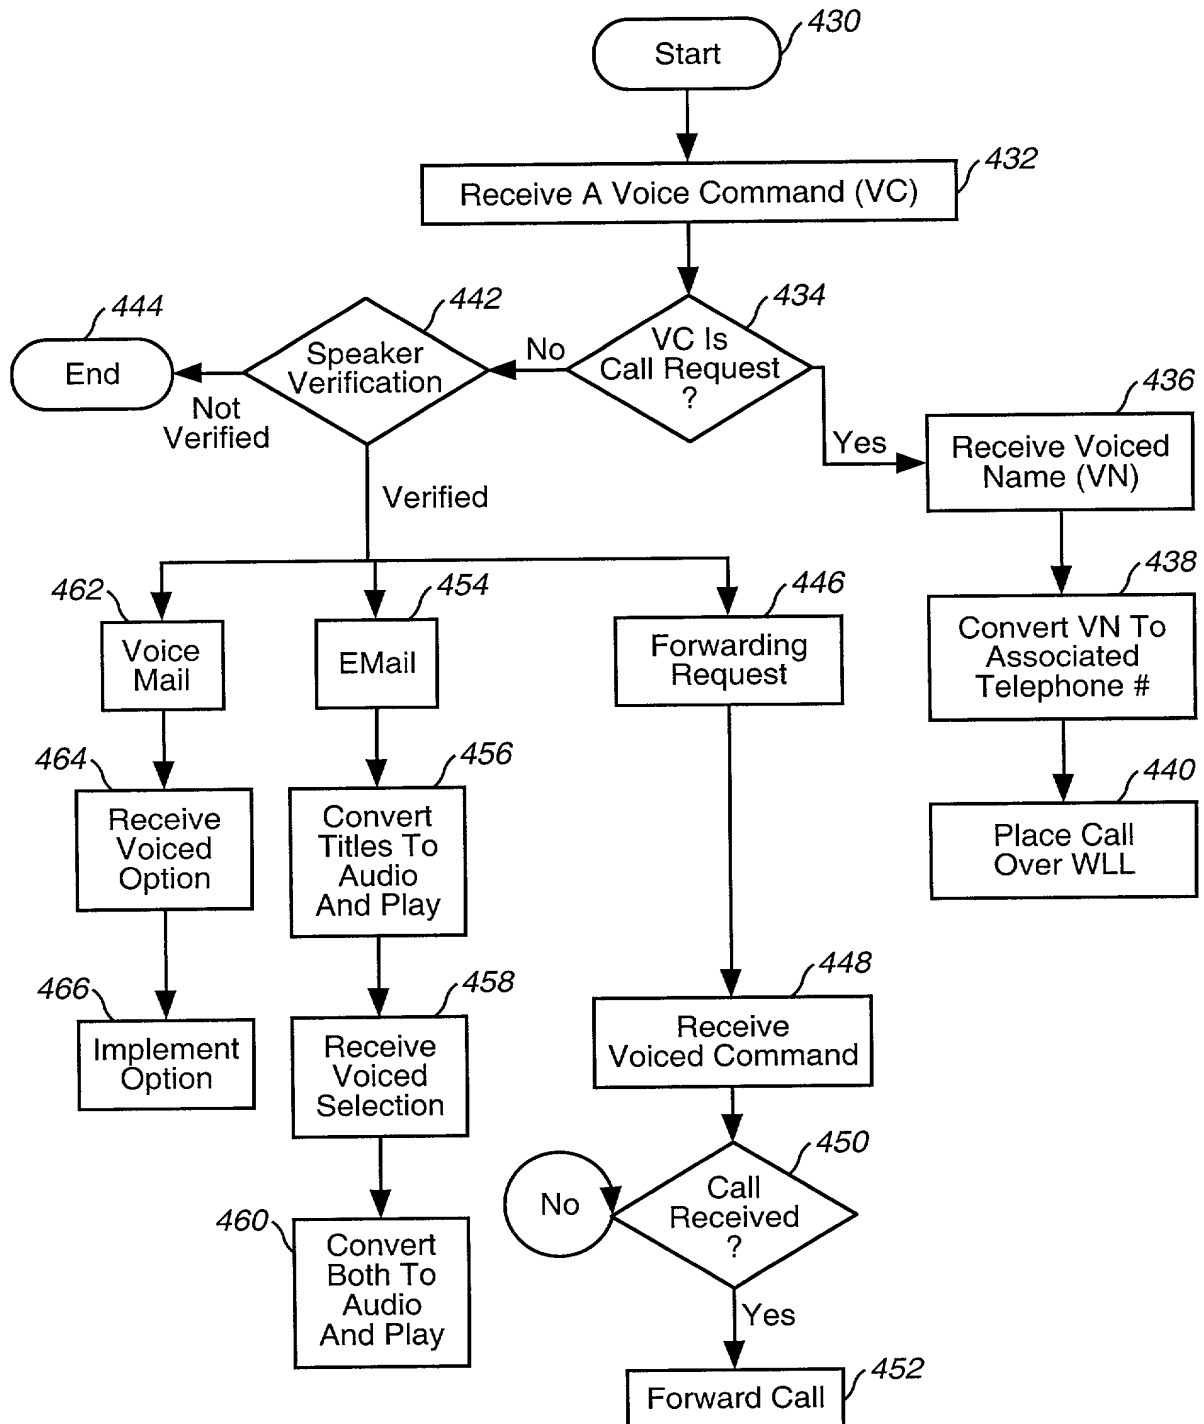 430
Start
432
Receive A Voice Command (VC)
434
VC Is
Call Request
?
No
Yes
442
Speaker
Verification
444
End
Not
Verified
Verified
436
Receive Voiced
Name (VN)
438
Convert VN To
Associated
Telephone #
440
Place Call
Over WLL
462
Voice
Mail
464
Receive
Voiced
Option
466
Implement
Option
454
EMail
456
Convert
Titles To
Audio
And Play
458
Receive
Voiced
Selection
460
Convert
Both To
Audio
And Play
446
Forwarding
Request
448
Receive
Voiced Command
450
Call
Received
?
No
Yes
452
Forward Call